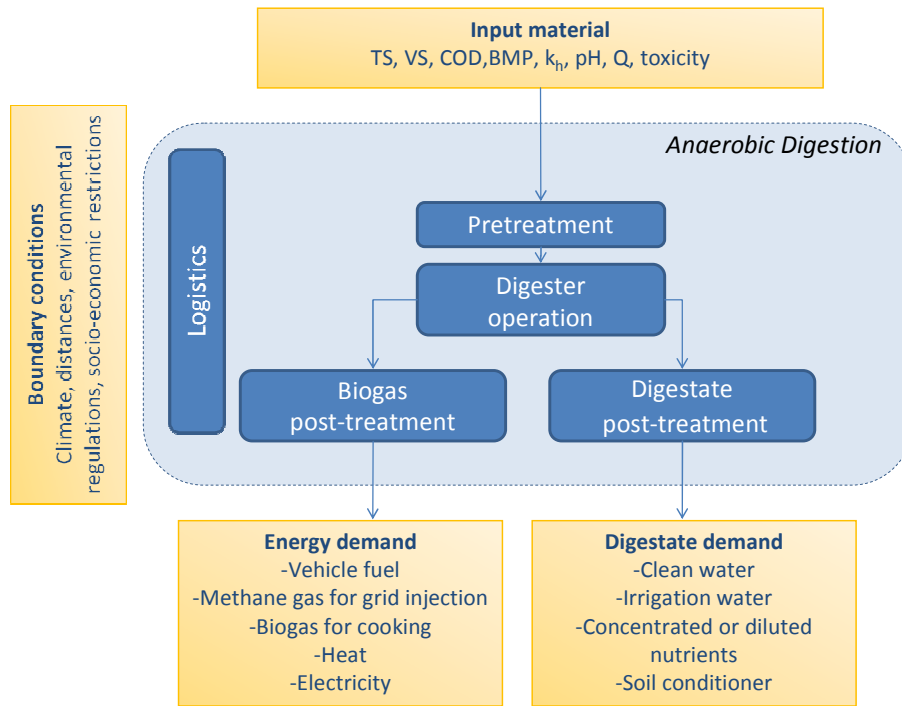 Input material
TS, VS, COD,BMP, kh, pH, Q, toxicity
Boundary conditions
Climate, distances, environmental
regulations, socio-economic restrictions
Anaerobic Digestion
Logistics
Pretreatment
Digester
operation
Biogas
post-treatment
Digestate
post-treatment
Energy demand
-Vehicle fuel
-Methane gas for grid injection
-Biogas for cooking
-Heat
-Electricity
Digestate demand
-Clean water
-Irrigation water
-Concentrated or diluted
nutrients
-Soil conditioner